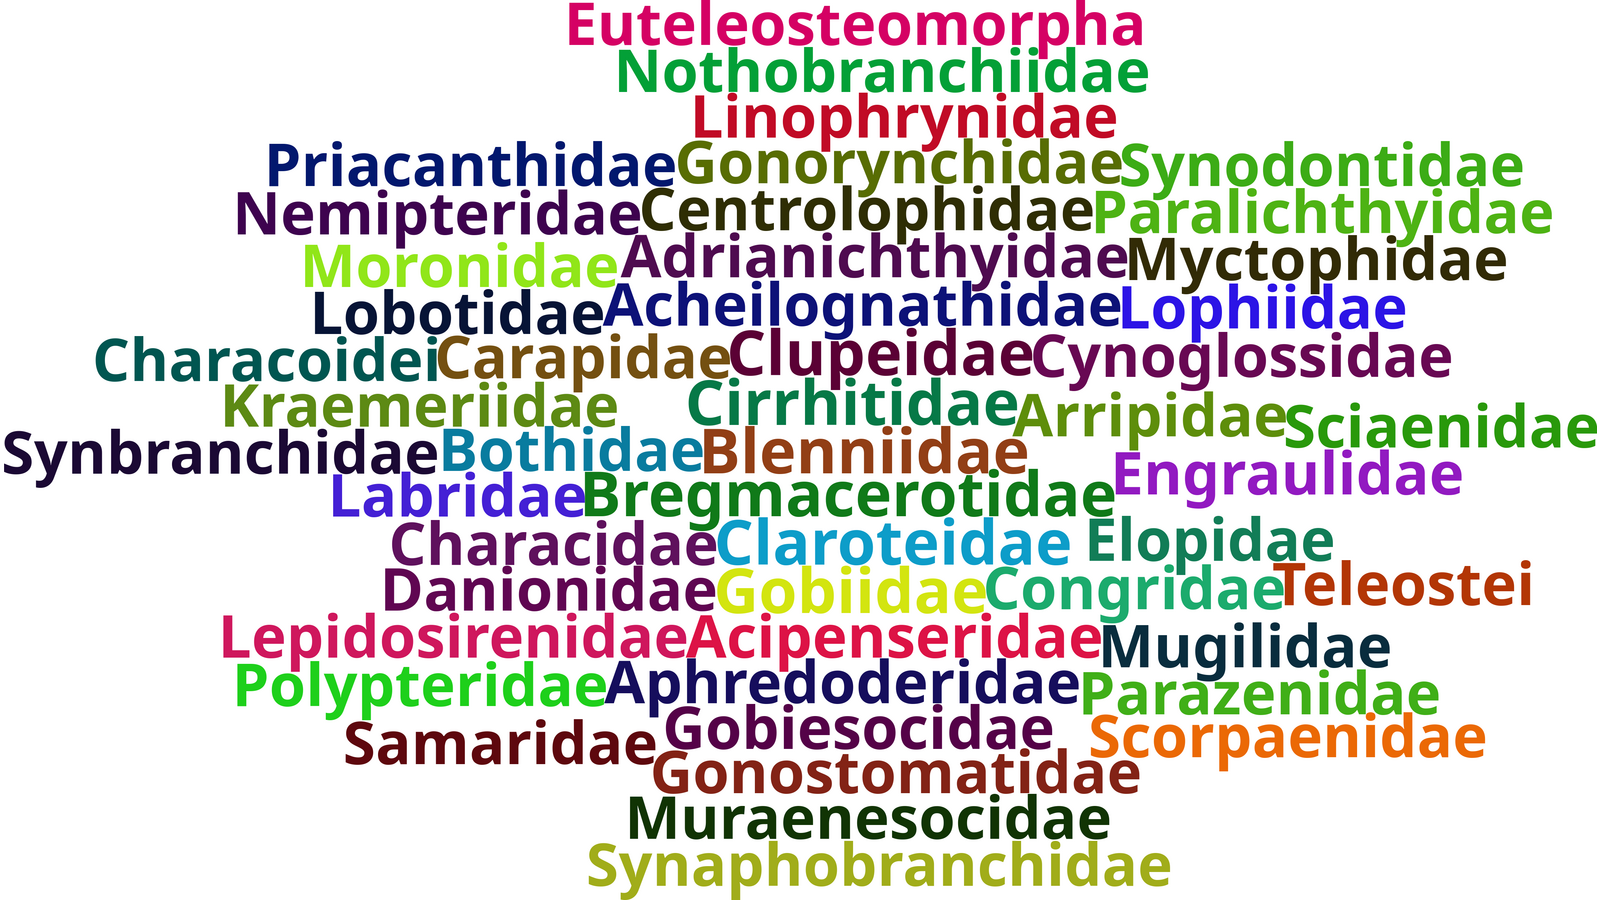 Euteleosteomorpha
Nothobranchiidae
Linophrynidae
Priacanthidae Gonorynchidae Synodontidae
Nemipteridae Centrolophidae Paralichthyidae
Moronidae Adrianichthyidae Myctophidae
Lobotidae Acheilognathidae Lophiidae
Characoidei Carapidae Clupeidae Cynoglossidae
Kraemeriidae Cirrhitidae Arripidae Sciaenidae
Synbranchidae Bothidae Blenniidae Engraulidae
Labridae Bregmacerotidae
Characidae Claroteidae Elopidae
Danionidae Gobiidae Congridae Teleostei
Lepidosirenidae Acipenseridae Mugilidae
Polypteridae Aphredoderidae Parazenidae
Samaridae Gobiesocidae Scorpaenidae
Gonostomatidae
Muraenesocidae
Synaphobranchidae